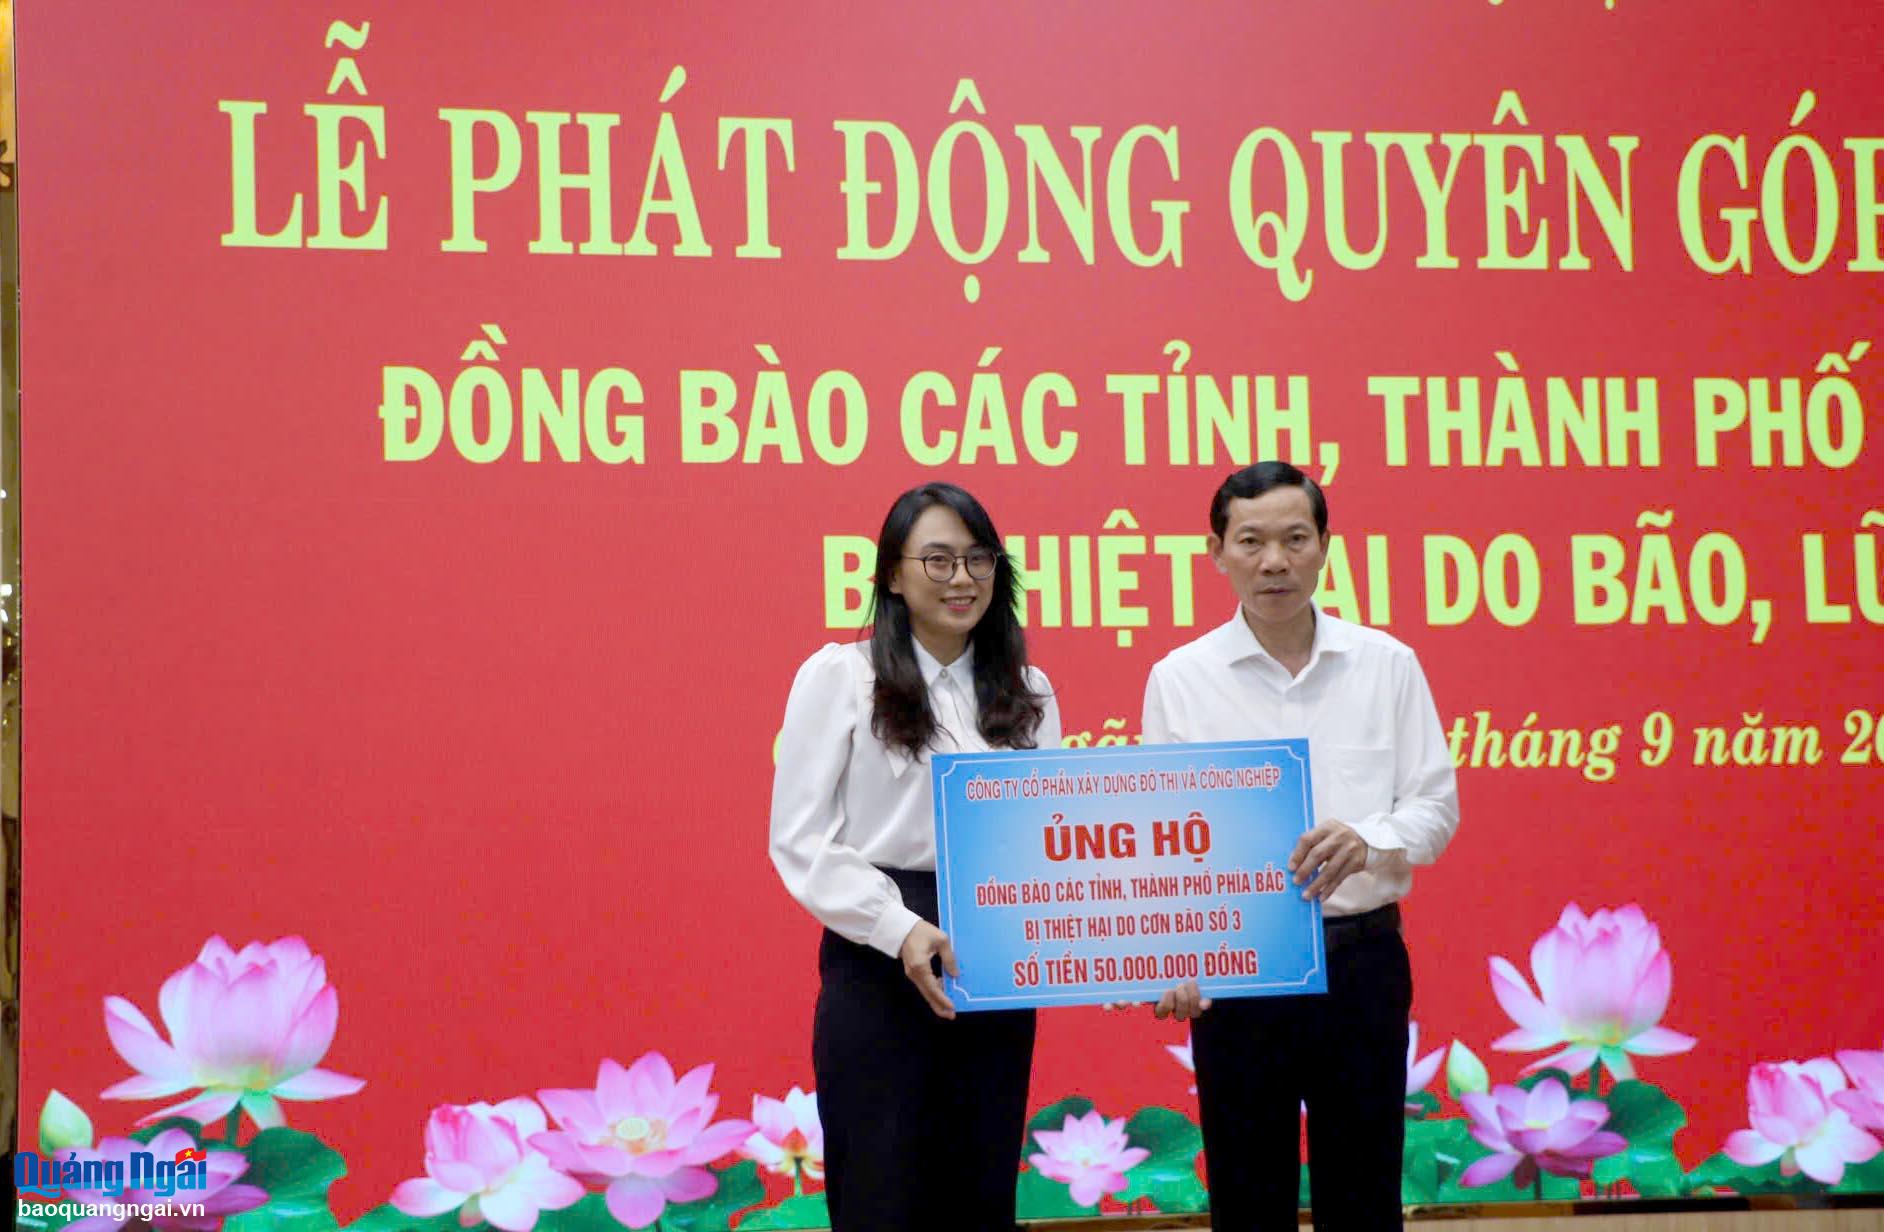 LỄ PHÁT ĐỘNG QUYÊN GÓP
ĐỒNG BÀO CÁC TỈNH, THÀNH PHỐ
BỊ THIỆT HẠI DO BÃO, LŨ
tháng 9 năm 20
CÔNG TY CỔ PHẦN XÂY DỰNG ĐÔ THỊ VÀ CÔNG NGHIỆP
ỦNG HỘ
ĐỒNG BÀO CÁC TỈNH, THÀNH PHỐ PHÍA BẮC
BỊ THIỆT HẠI DO CƠN BÃO SỐ 3
SỐ TIỀN 50.000.000 ĐỒNG
Quảng Ngãi
baoquangngai.vn